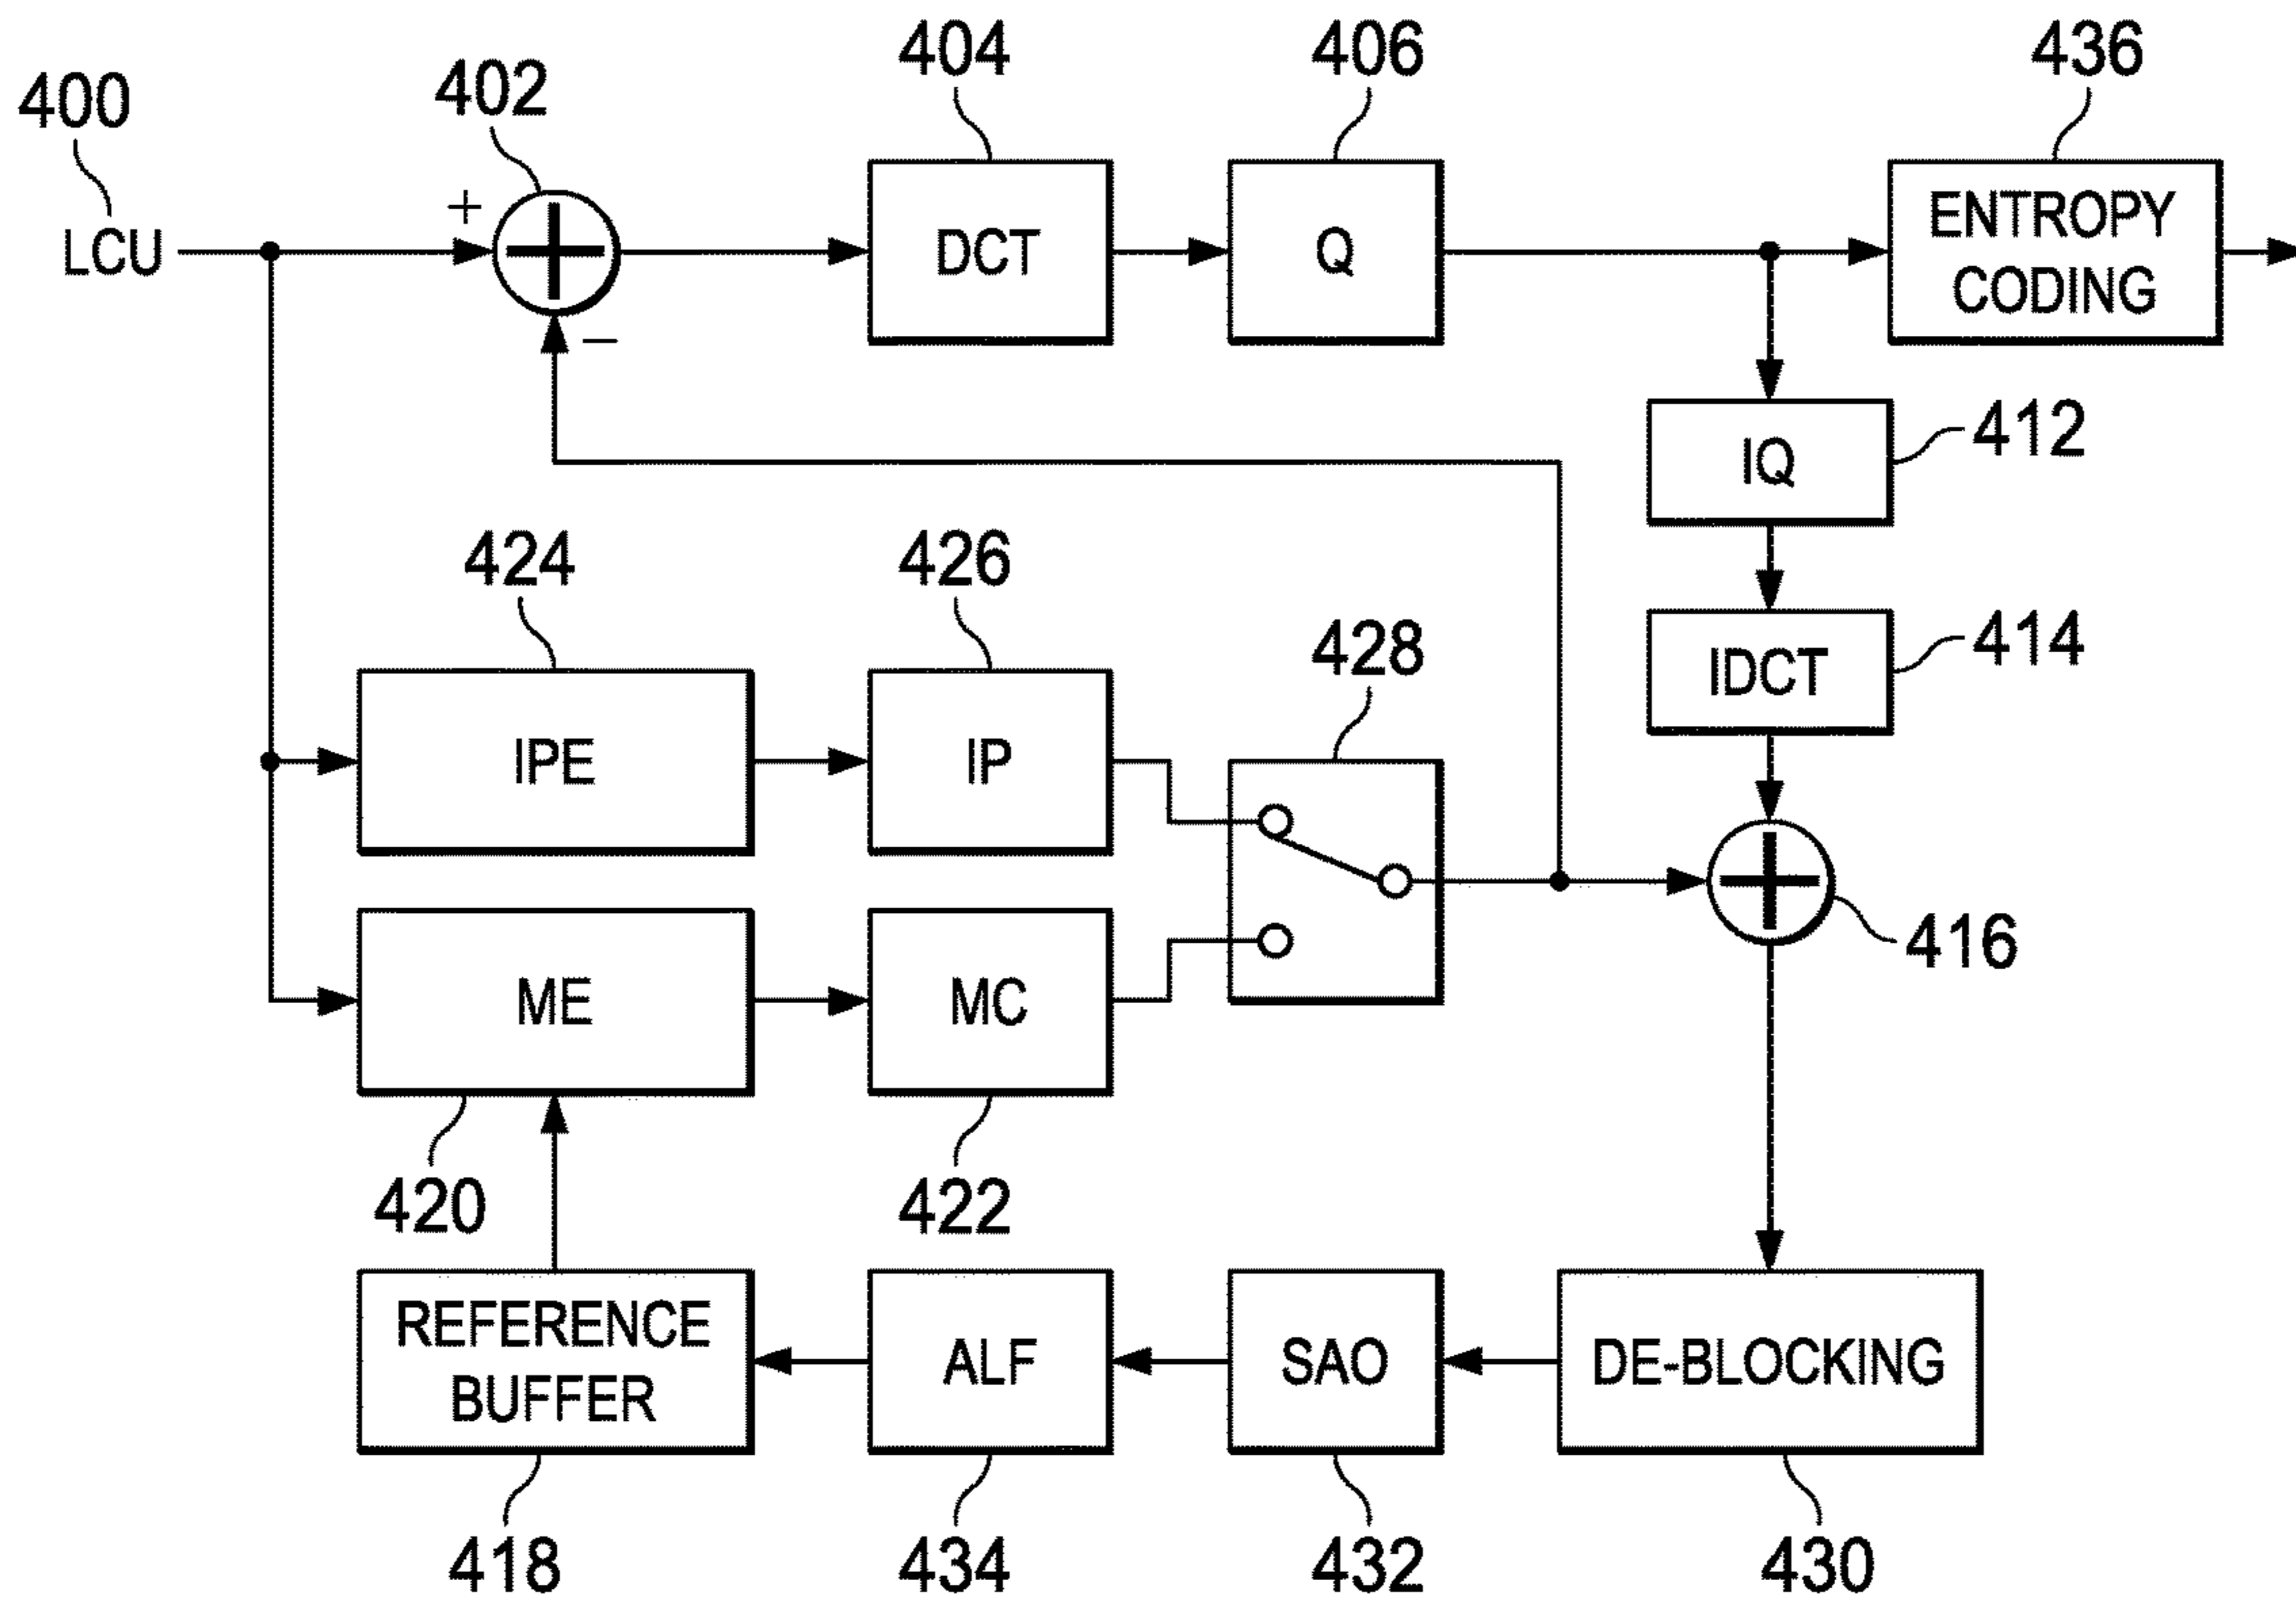 404
406
436
402
400
+
LCU
DCT
Q
ENTROPY
CODING
−
412
IQ
424
426
428
414
IDCT
IPE
IP
416
ME
MC
420
422
REFERENCE
BUFFER
ALF
SAO
DE-BLOCKING
418
434
432
430